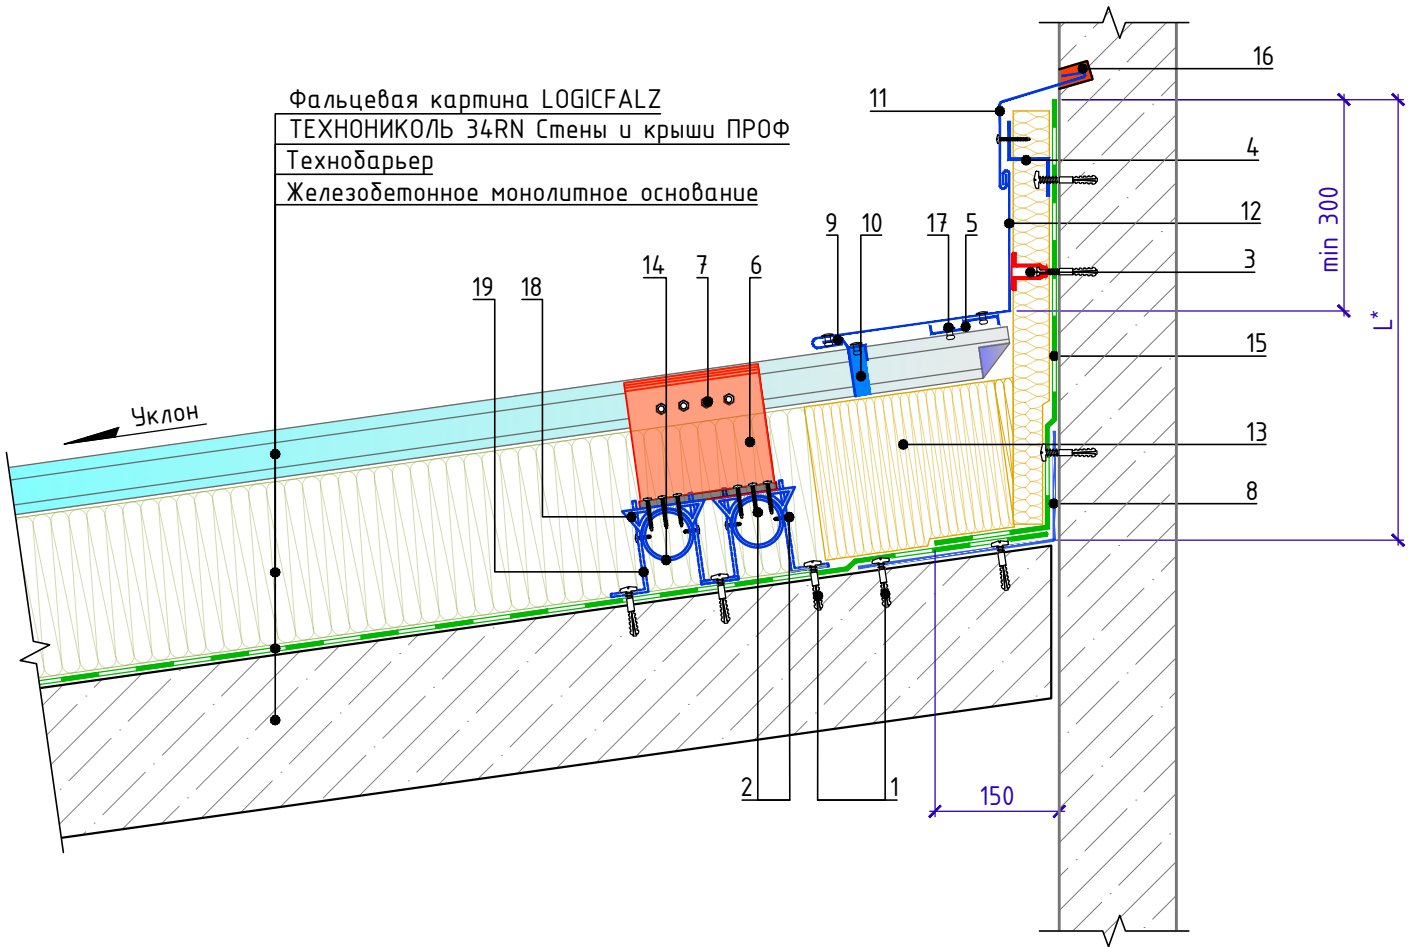 16
Фальцевая картина LOGICFALZ
11
ТЕХНОНИКОЛЬ 34RN Стены и крыши ПРОФ
4
Технобарьер
Железобетонное монолитное основание
12
9 10 17 5
min 300
3
14 7 6
19 18
L*
15
Уклон
13
8
2 1
150